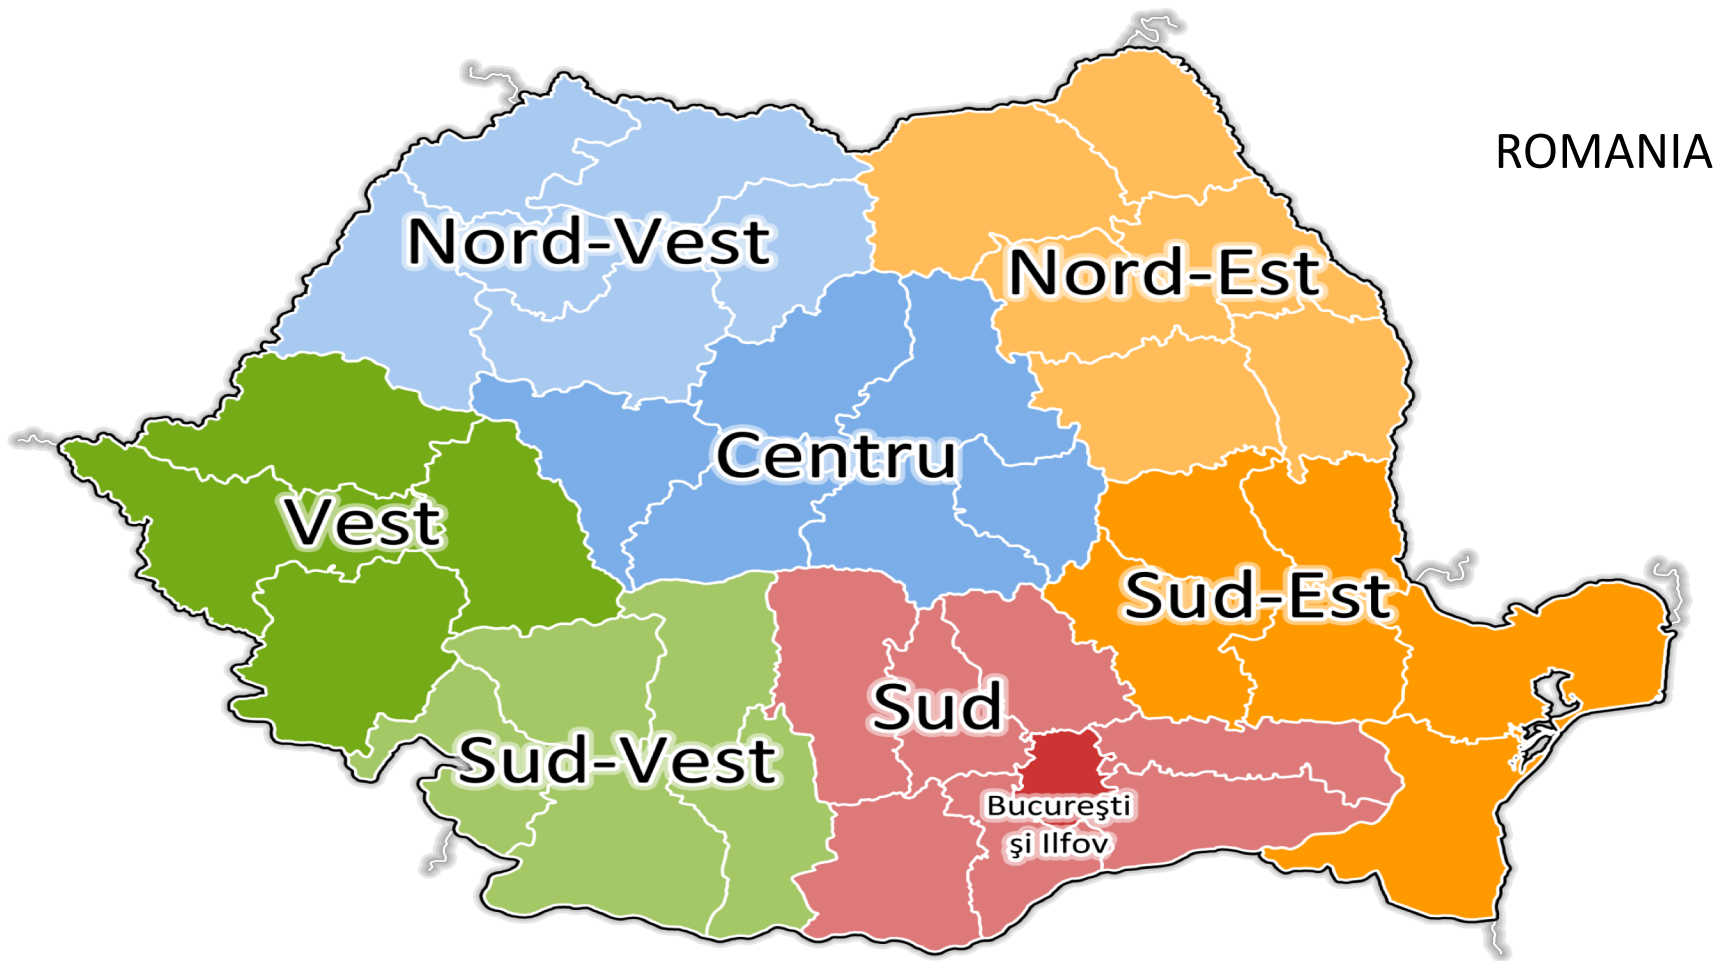 ROMANIA
Nord-Vest
Nord-Est
Centru
Vest
Sud-Est
Sud
Sud-Vest
Bucureşti
şi Ilfov